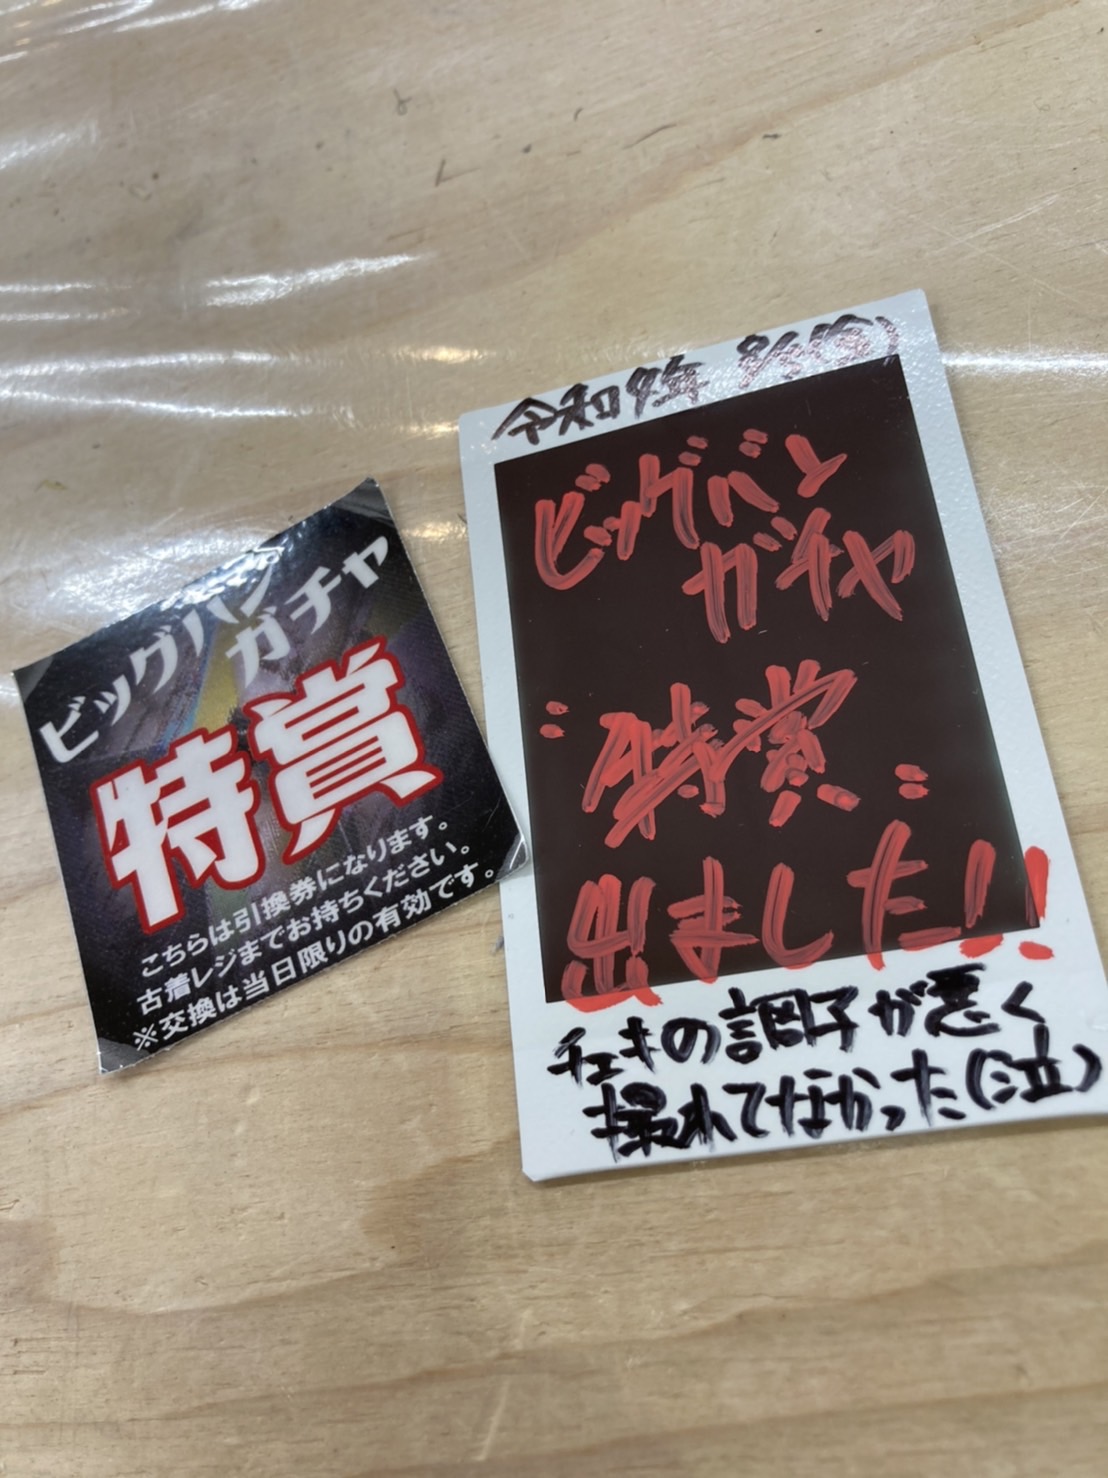 ビッグバン
ガチャ
特賞
こちらは引換券になります。
古着レジまでお持ちください。
※交換は当日限りの有効です。
令和4年
ビッグバン
ガチャ
"特賞"
出ました!!
チェキの調子が悪く
撮れてなかった(泣)